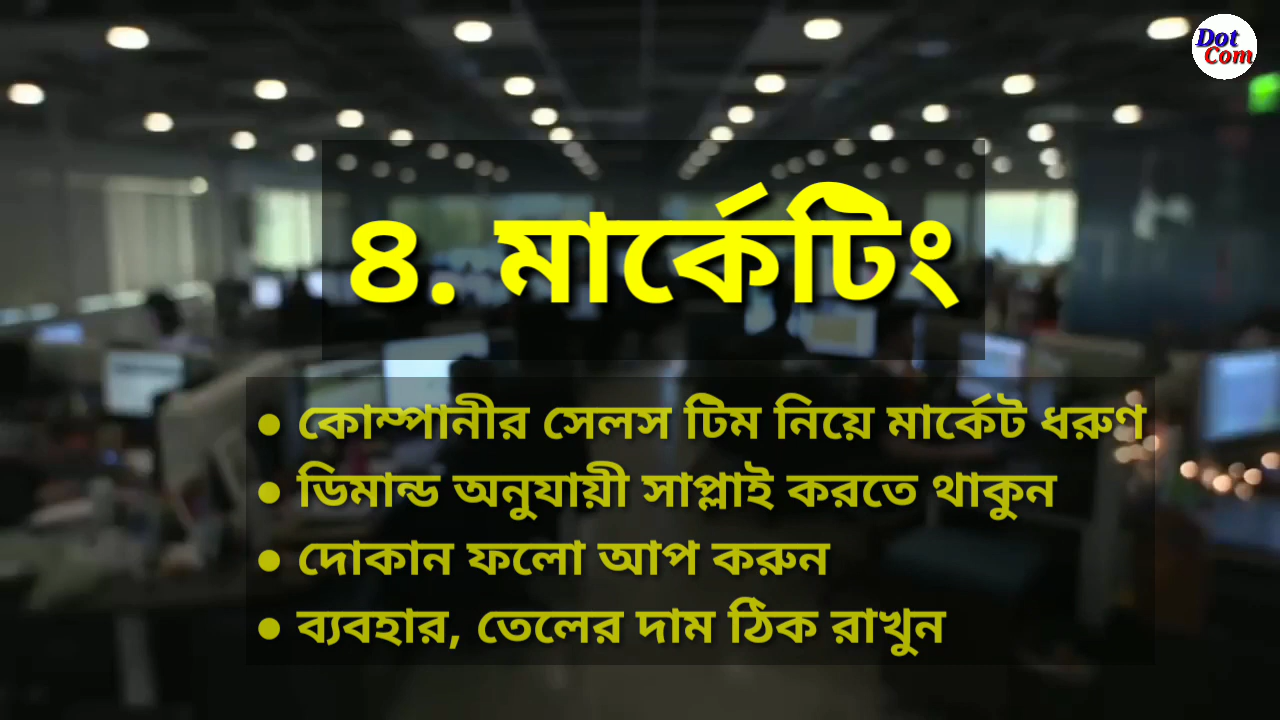 Dot
Com
৪. মার্কেটিং
● কোম্পানীর সেলস টিম নিয়ে মার্কেট ধরুণ
● ডিমান্ড অনুযায়ী সাপ্লাই করতে থাকুন
● দোকান ফলো আপ করুন
● ব্যবহার, তেলের দাম ঠিক রাখুন